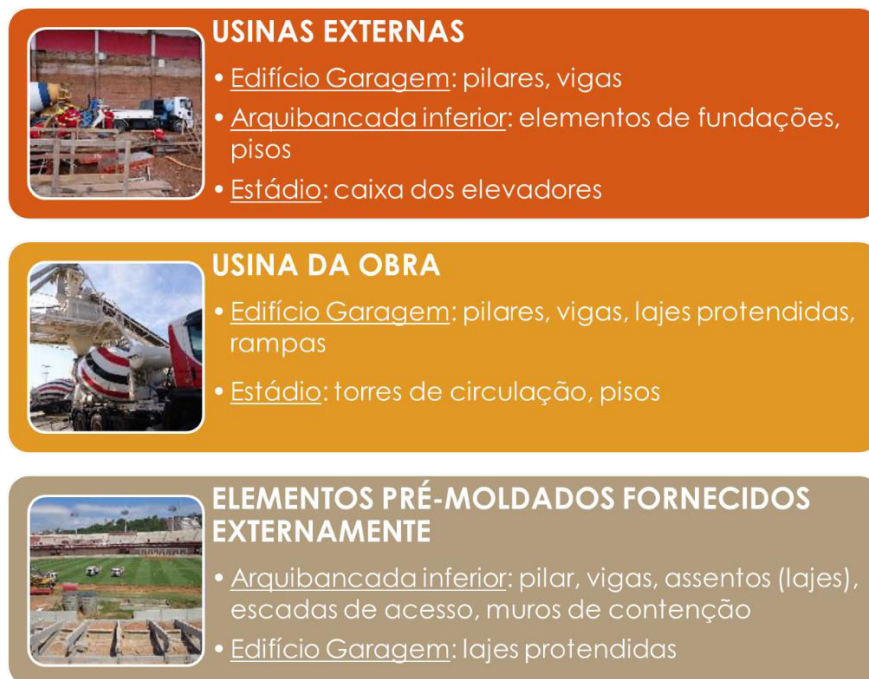 USINAS EXTERNAS
• Edifício Garagem: pilares, vigas
• Arquibancada inferior: elementos de fundações,
pisos
• Estádio: caixa dos elevadores
USINA DA OBRA
• Edifício Garagem: pilares, vigas, lajes protendidas,
rampas
• Estádio: torres de circulação, pisos
ELEMENTOS PRÉ-MOLDADOS FORNECIDOS
EXTERNAMENTE
• Arquibancada inferior: pilar, vigas, assentos (lajes),
escadas de acesso, muros de contenção
• Edifício Garagem: lajes protendidas